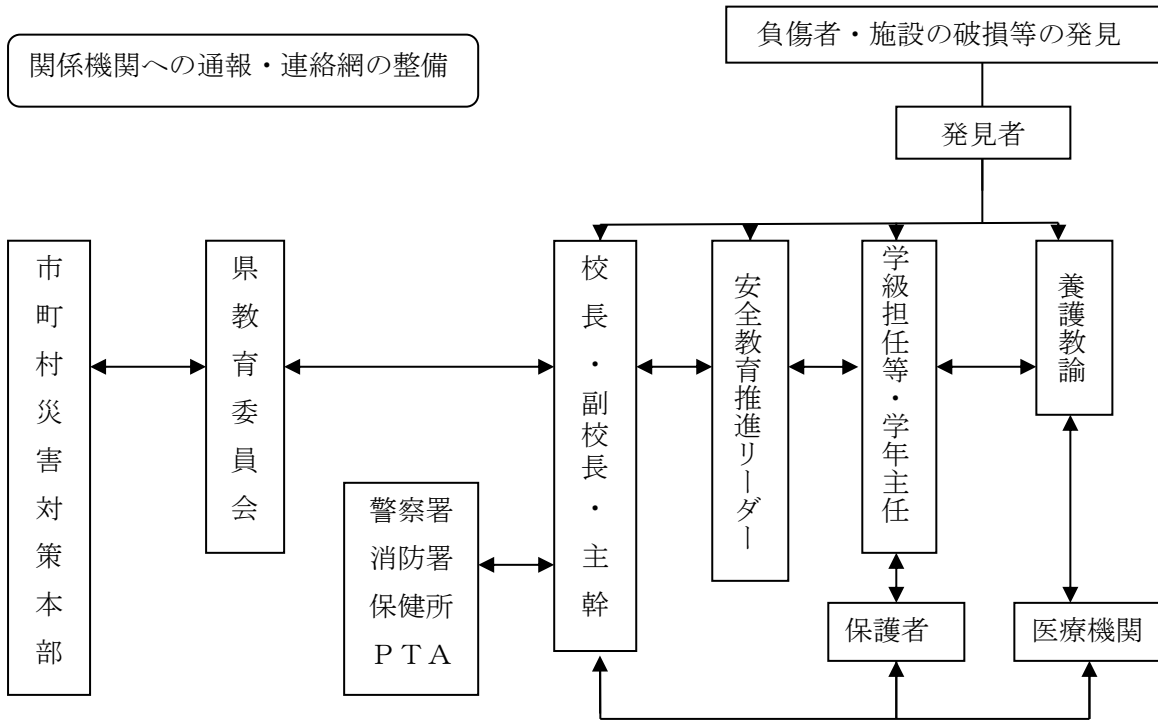 負傷者・施設の破損等の発見
関係機関への通報・連絡網の整備
発見者
市町村災害対策本部
県教育委員会
校長・副校長・主幹
安全教育推進リーダー
学級担任等・学年主任
養護教諭
警察署
消防署
保健所
ＰＴＡ
保護者
医療機関